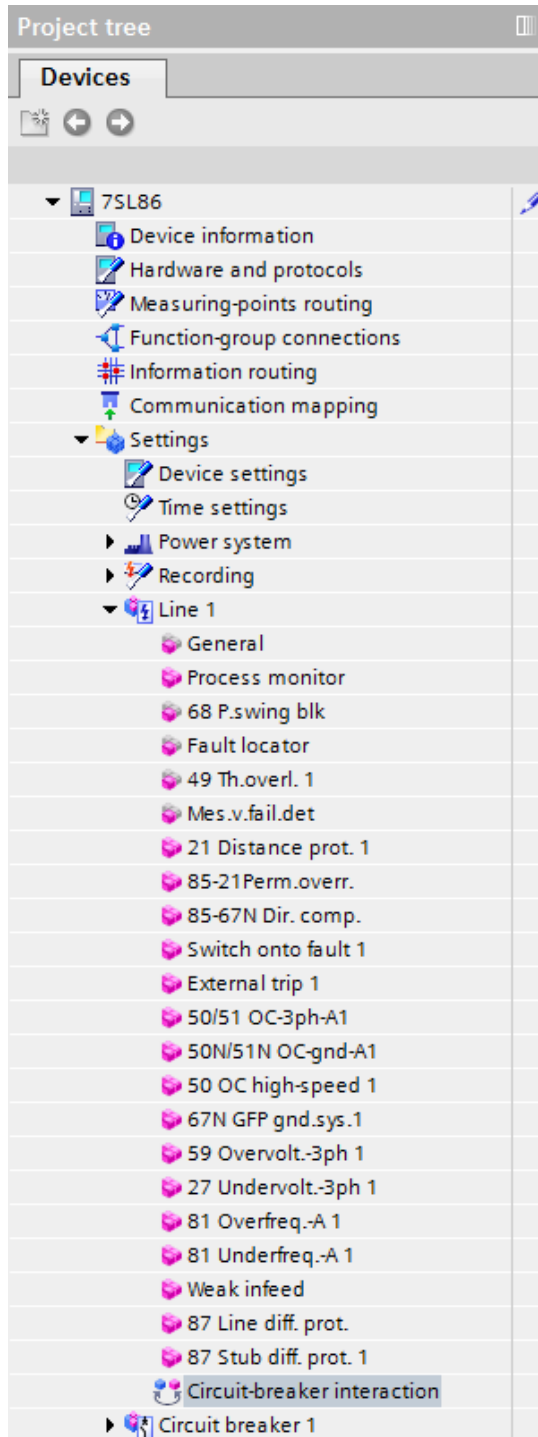 Project tree
Devices
7SL86
Device information
Hardware and protocols
Measuring-points routing
Function-group connections
Information routing
Communication mapping
Settings
Device settings
Time settings
Power system
Recording
Line 1
General
Process monitor
68 P.swing blk
Fault locator
49 Th.overl. 1
Mes.v.fail.det
21 Distance prot. 1
85-21Perm.overr.
85-67N Dir. comp.
Switch onto fault 1
External trip 1
50/51 OC-3ph-A1
50N/51N OC-gnd-A1
50 OC high-speed 1
67N GFP gnd.sys.1
59 Overvolt.-3ph 1
27 Undervolt.-3ph 1
81 Overfreq.-A 1
81 Underfreq.-A 1
Weak infeed
87 Line diff. prot.
87 Stub diff. prot. 1
Circuit-breaker interaction
Circuit breaker 1